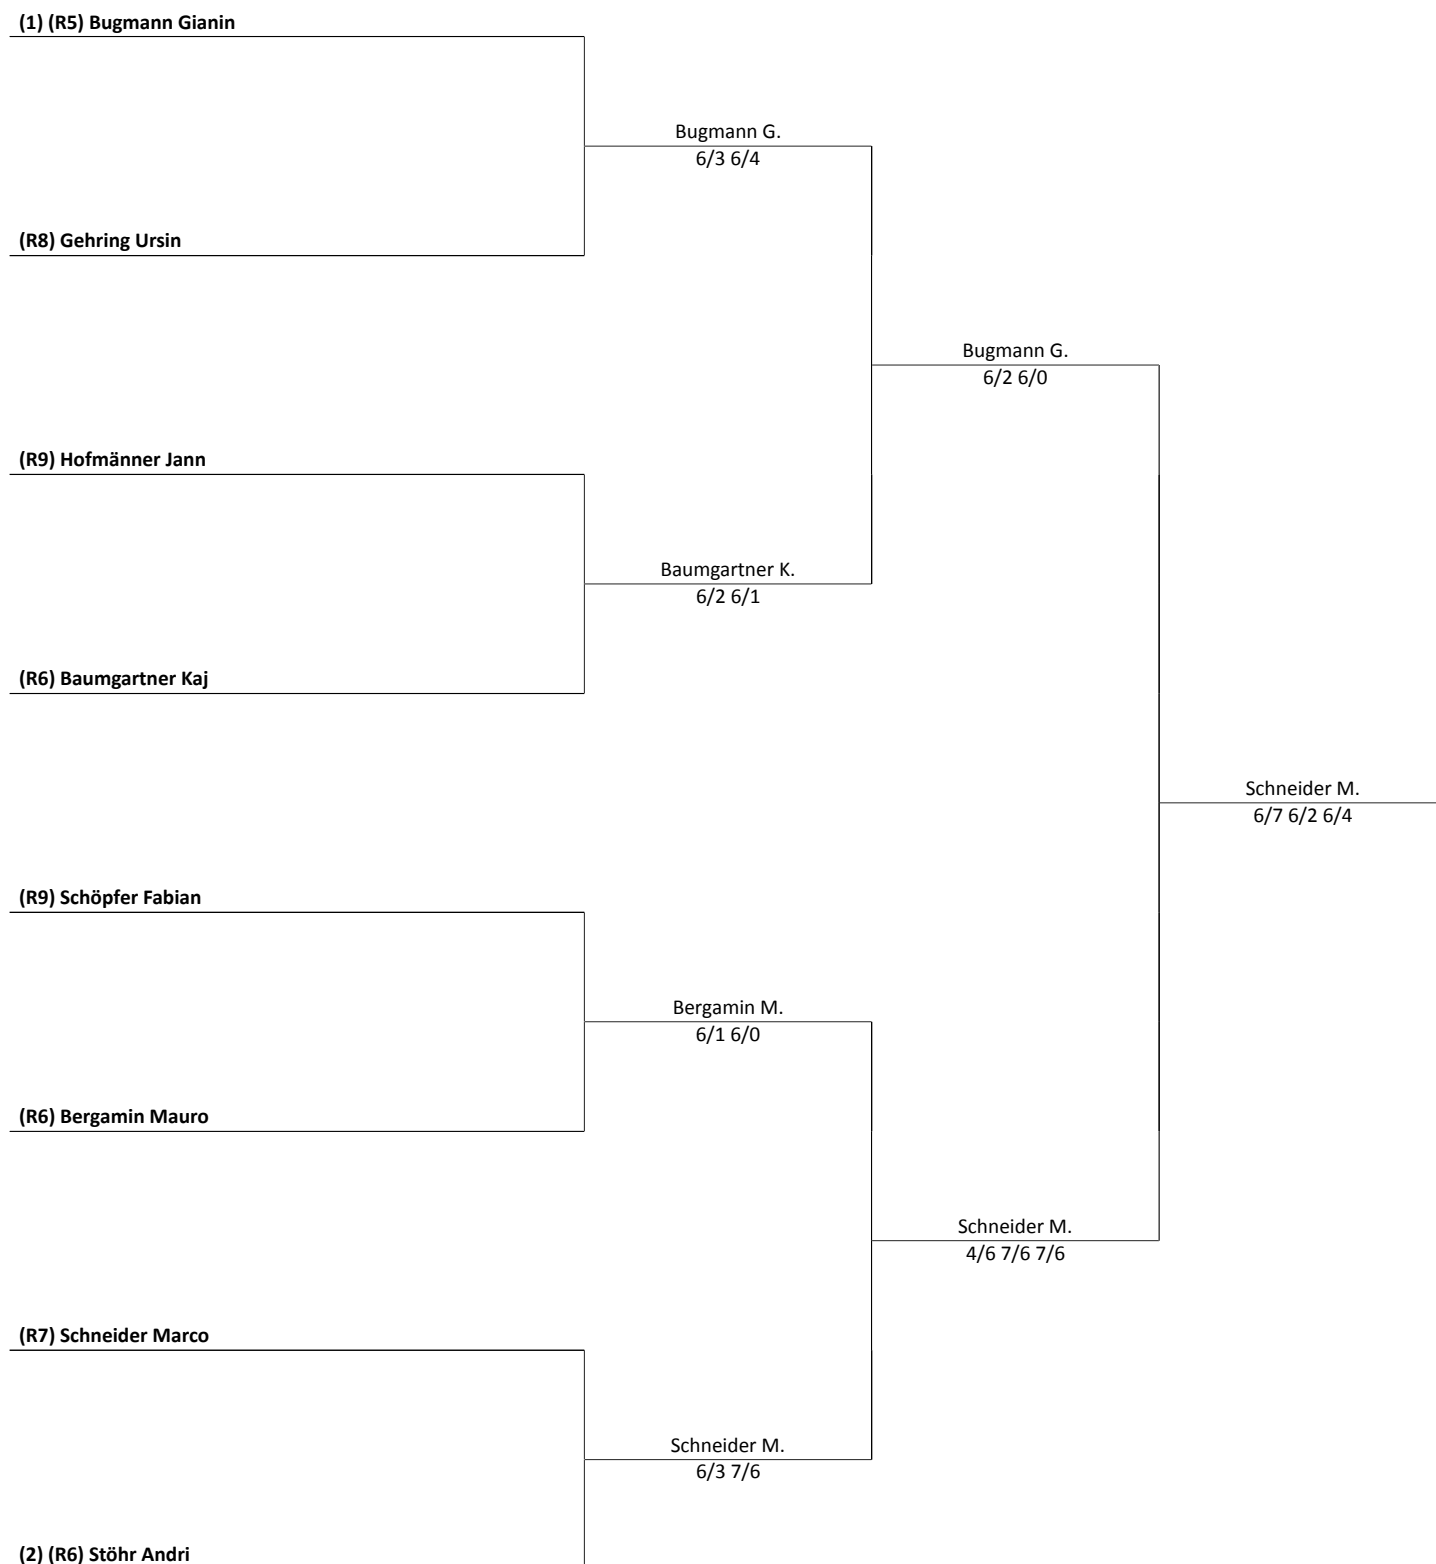 (1) (R5) Bugmann Gianin
Bugmann G.
6/3 6/4
(R8) Gehring Ursin
Bugmann G.
6/2 6/0
(R9) Hofmänner Jann
Baumgartner K.
6/2 6/1
(R6) Baumgartner Kaj
Schneider M.
6/7 6/2 6/4
(R9) Schöpfer Fabian
Bergamin M.
6/1 6/0
(R6) Bergamin Mauro
Schneider M.
4/6 7/6 7/6
(R7) Schneider Marco
Schneider M.
6/3 7/6
(2) (R6) Stöhr Andri